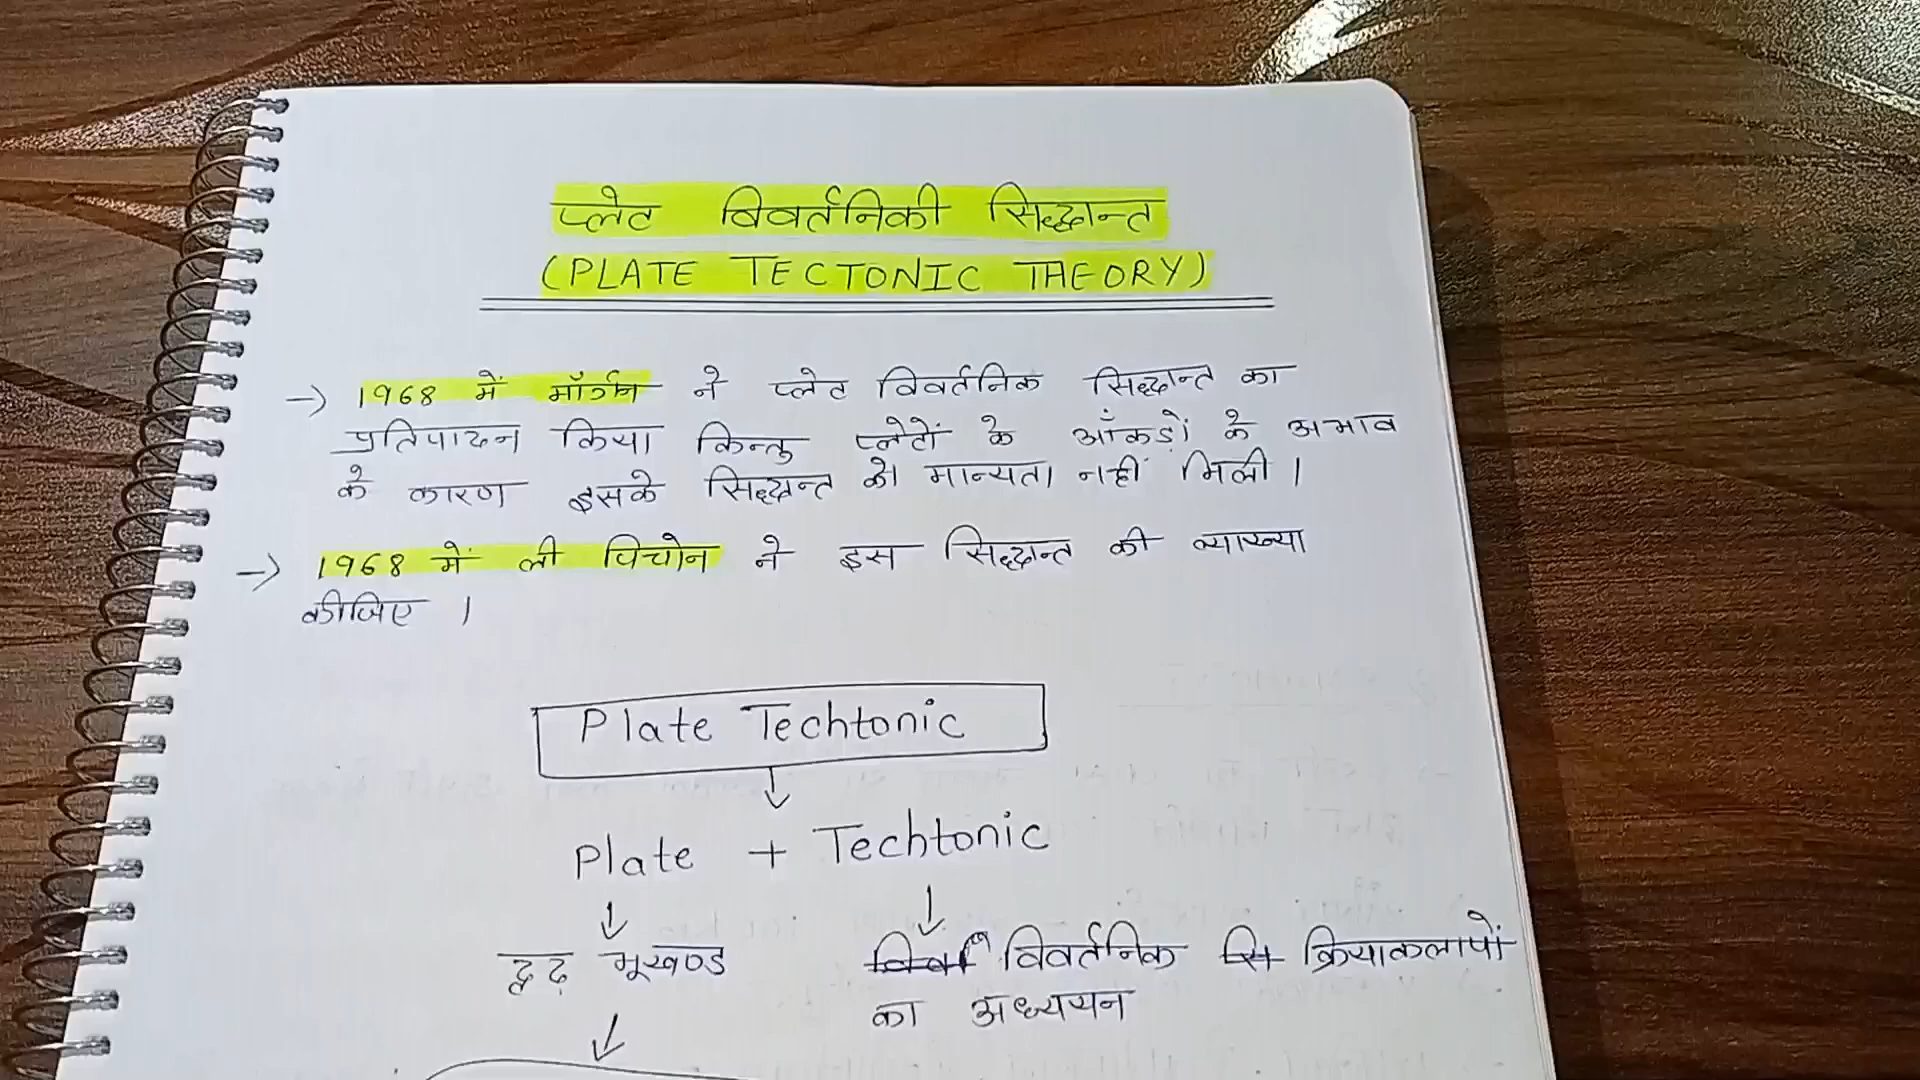 प्लेट विवर्तनिकी सिद्धान्त
(PLATE TECTONIC THEORY)
→ 1968 में मॉर्गन ने प्लेट विवर्तनिक सिद्धान्त का
प्रतिपादन किया किन्तु प्लेटों के आँकड़ों के अभाव
के कारण इसके सिद्धान्त को मान्यता नहीं मिली ।
→ 1968 में ली पिचोन ने इस सिद्धान्त की व्याख्या
कीजिए ।
Plate Techtonic
Plate + Techtonic
दृढ़ भूखण्ड विवर्तनिक क्रियाकलापों
का अध्ययन